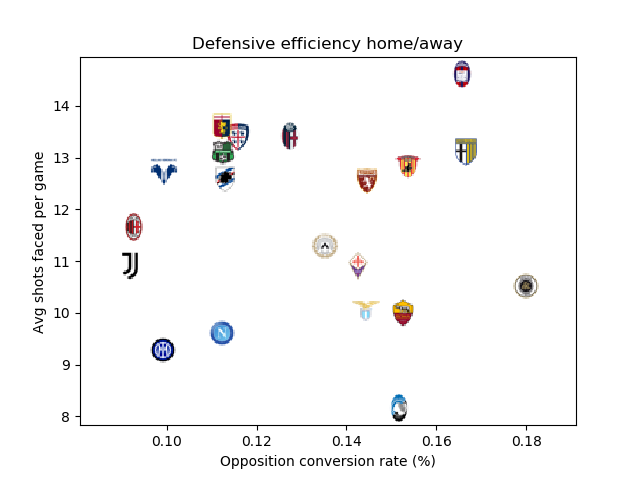 Defensive efficiency home/away
Avg shots faced per game
14
13
12
11
10
9
8
0.10 0.12 0.14 0.16 0.18
Opposition conversion rate (%)